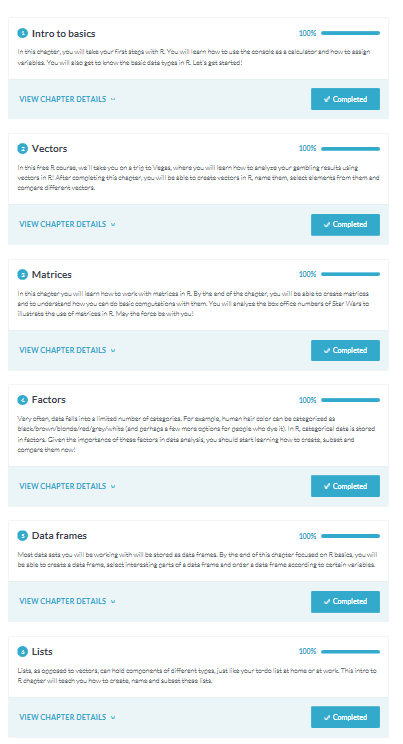 1 Intro to basics 100%
In this chapter, you will take your first steps with R. You will learn how to use the console as a calculator and how to assign
variables. You will also get to know the basic data types in R. Let's get started!
VIEW CHAPTER DETAILS Completed
2 Vectors 100%
In this free R course, we'll take you on a trip to Vegas, where you will learn how to analyze your gambling results using
vectors in R! After completing this chapter, you will be able to create vectors in R, name them, select elements from them and
compare different vectors.
VIEW CHAPTER DETAILS Completed
3 Matrices 100%
In this chapter you will learn how to work with matrices in R. By the end of the chapter, you will be able to create matrices
and to understand how you can do basic computations with them. You will analyze the box office numbers of Star Wars to
illustrate the use of matrices in R. May the force be with you!
VIEW CHAPTER DETAILS Completed
4 Factors 100%
Very often, data falls into a limited number of categories. For example, human hair color can be categorized as
black/brown/blonde/red/grey/white (and perhaps a few more options for people who dye it). In R, categorical data is stored
in factors. Given the importance of these factors in data analysis, you should start learning how to create, subset and
compare them now!
VIEW CHAPTER DETAILS Completed
5 Data frames 100%
Most data sets you will be working with will be stored as data frames. By the end of this chapter focused on R basics, you will
be able to create a data frame, select interesting parts of a data frame and order a data frame according to certain variables.
VIEW CHAPTER DETAILS Completed
6 Lists 100%
Lists, as opposed to vectors, can hold components of different types, just like your to-do list at home or at work. This intro to
R chapter will teach you how to create, name and subset these lists.
VIEW CHAPTER DETAILS Completed